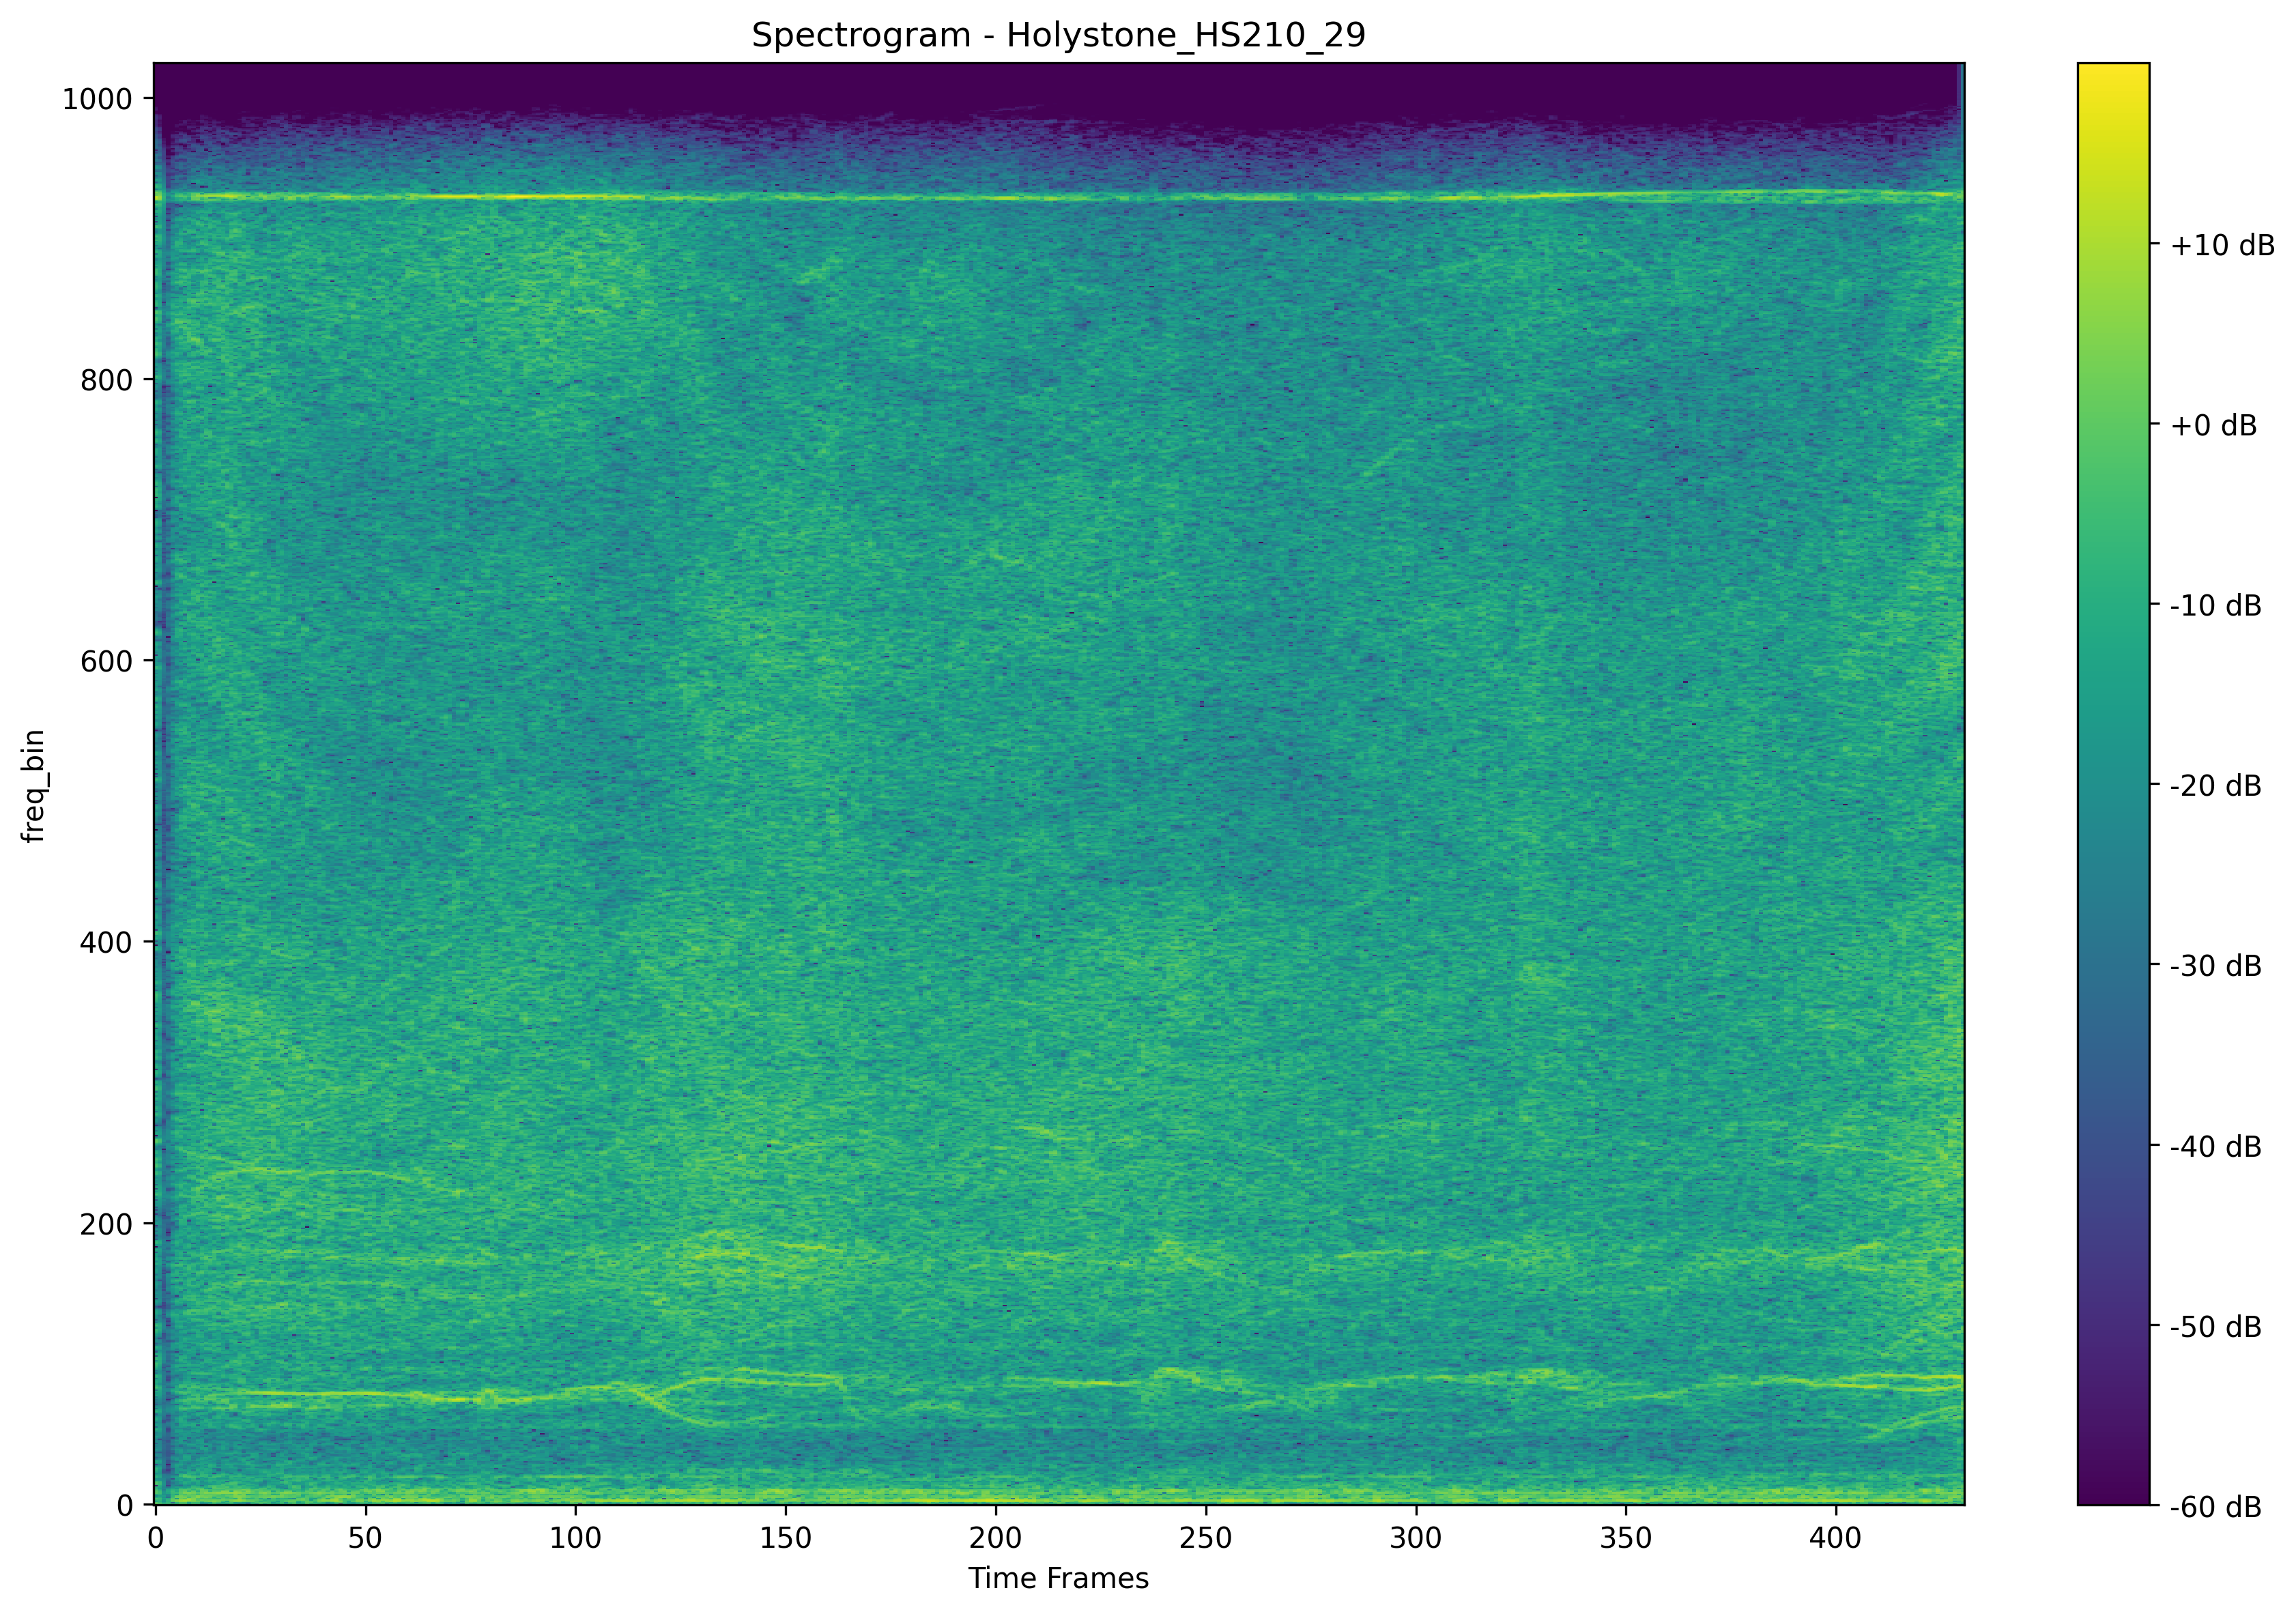 Spectrogram - Holystone_HS210_29
1000
800
600
400
200
0
freq_bin
0 50 100 150 200 250 300 350 400
Time Frames
+10 dB
+0 dB
-10 dB
-20 dB
-30 dB
-40 dB
-50 dB
-60 dB